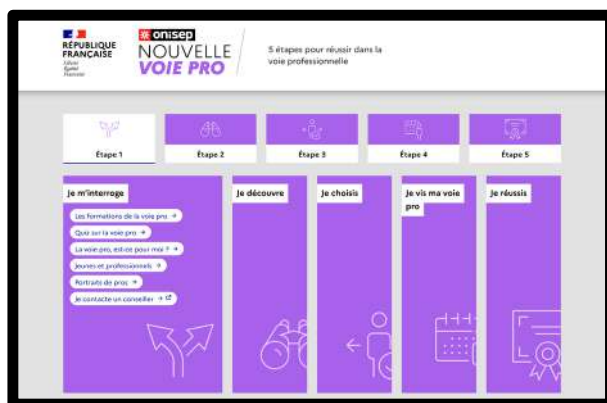 RÉPUBLIQUE
FRANÇAISE
Liberté
Égalité
Fraternité
onisep
NOUVELLE
VOIE PRO
5 étapes pour réussir dans la
voie professionnelle
Étape 1
Étape 2
Étape 3
Étape 4
Étape 5
Je m'interroge
Les formations de la voie pro →
Quiz sur la voie pro →
La voie pro, est-ce pour moi ? →
Jeunes et professionnels →
Portraits de pros →
Je contacte un conseiller →
Je découvre
Je choisis
Je vis ma voie
pro
Je réussis